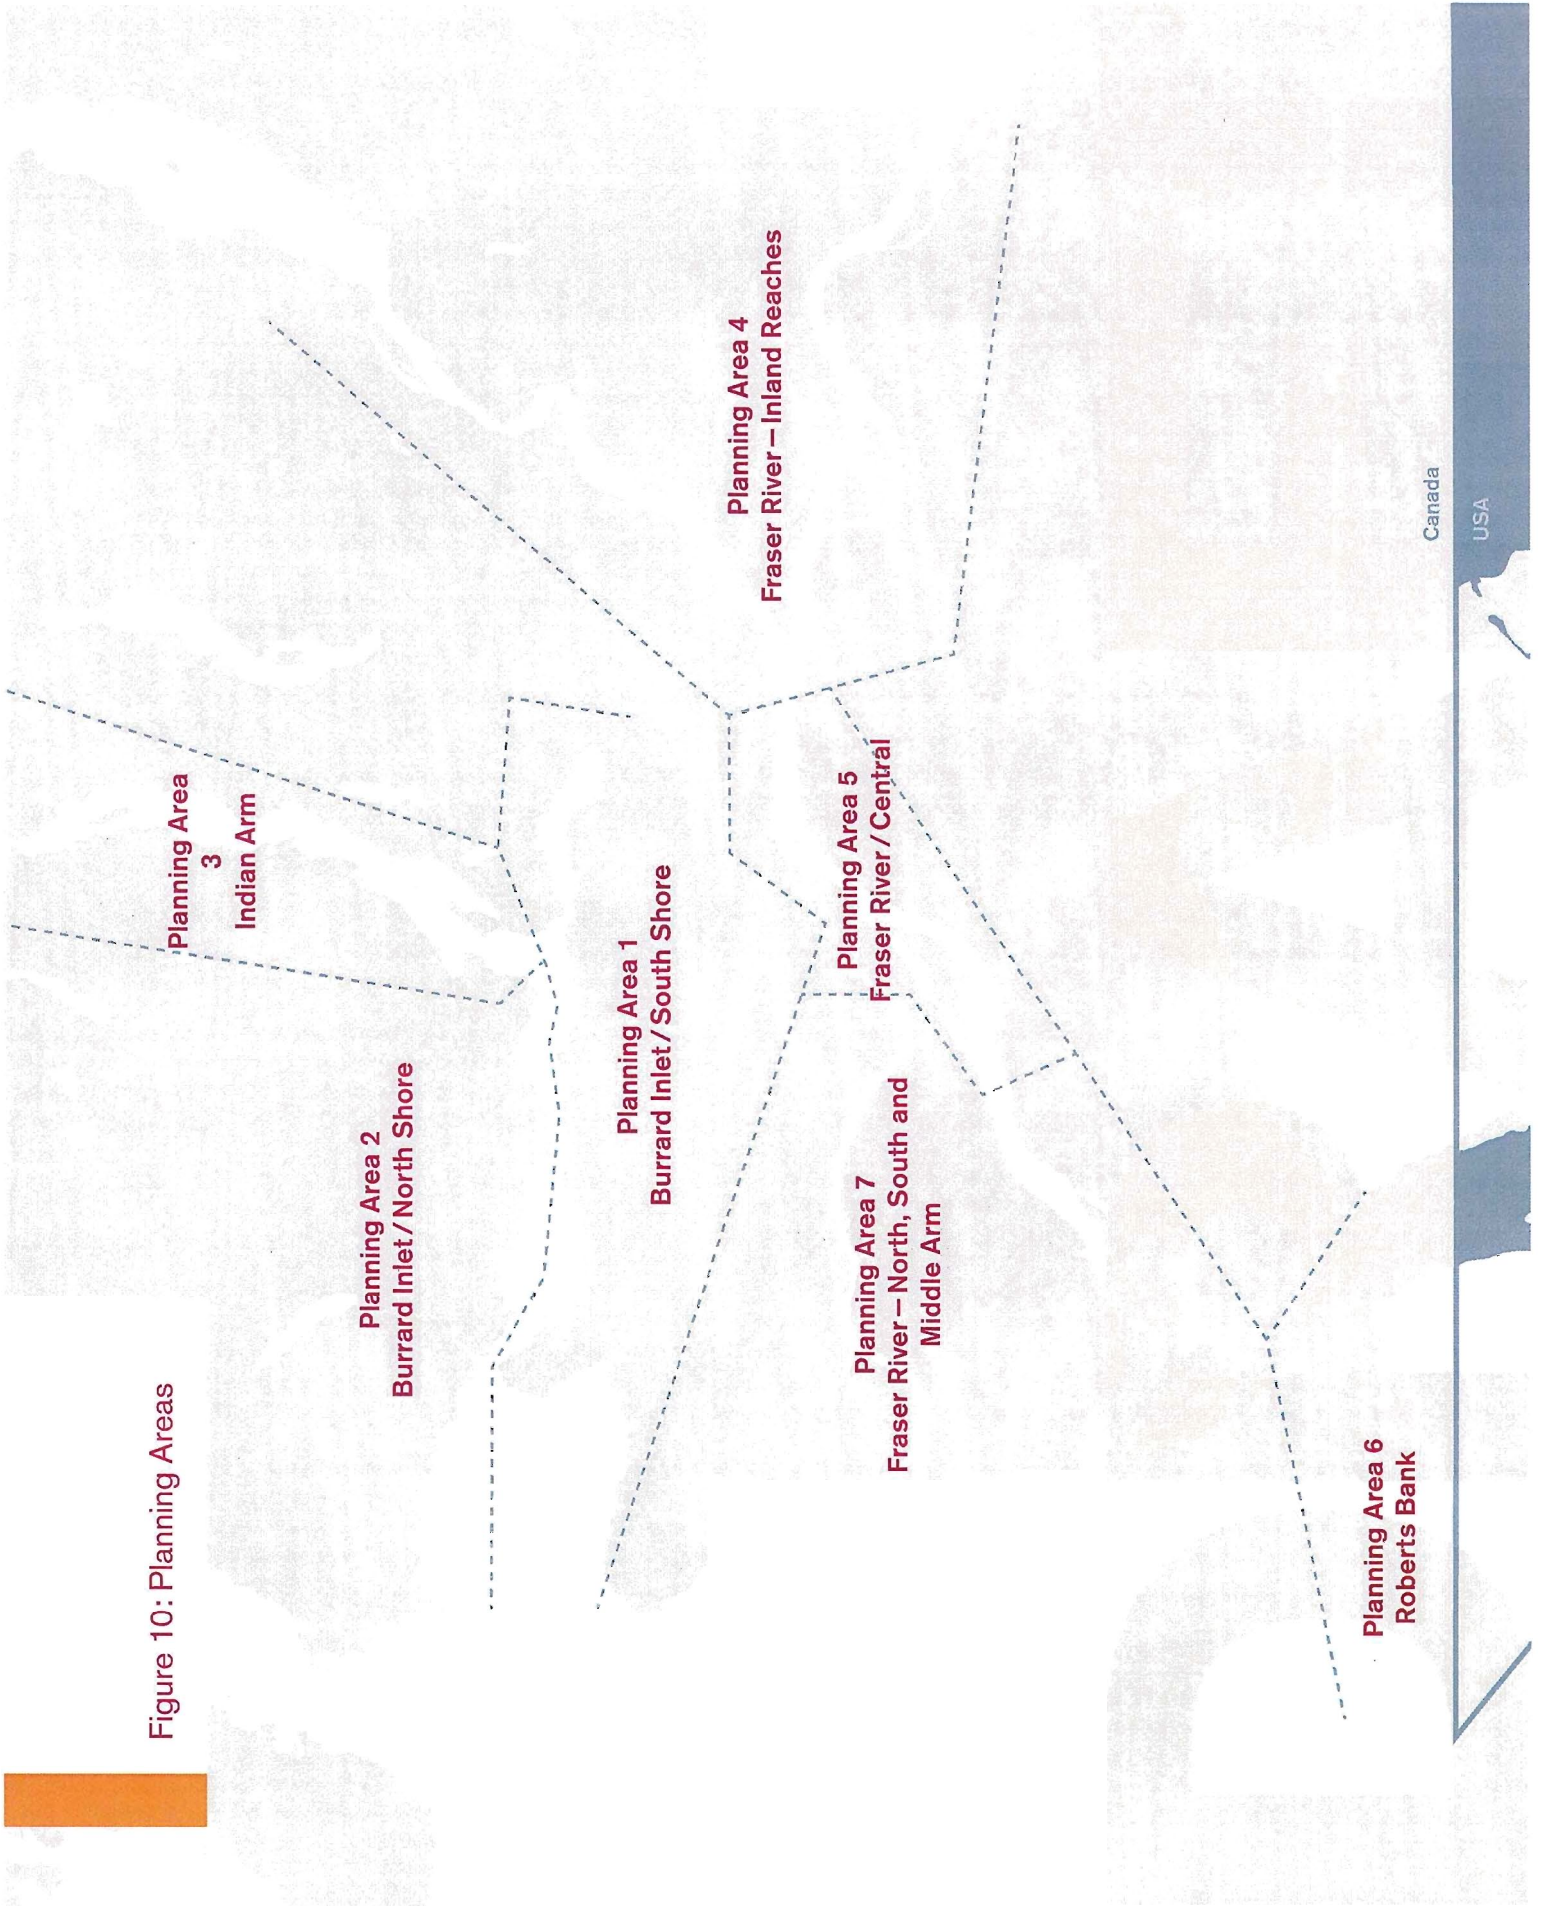 Figure 10: Planning Areas
Planning Area
3
Indian Arm
Planning Area 2
Burrard Inlet / North Shore
Planning Area 1
Burrard Inlet / South Shore
Planning Area 4
Fraser River – Inland Reaches
Planning Area 5
Fraser River / Central
Planning Area 7
Fraser River – North, South and
Middle Arm
Planning Area 6
Roberts Bank
Canada
USA